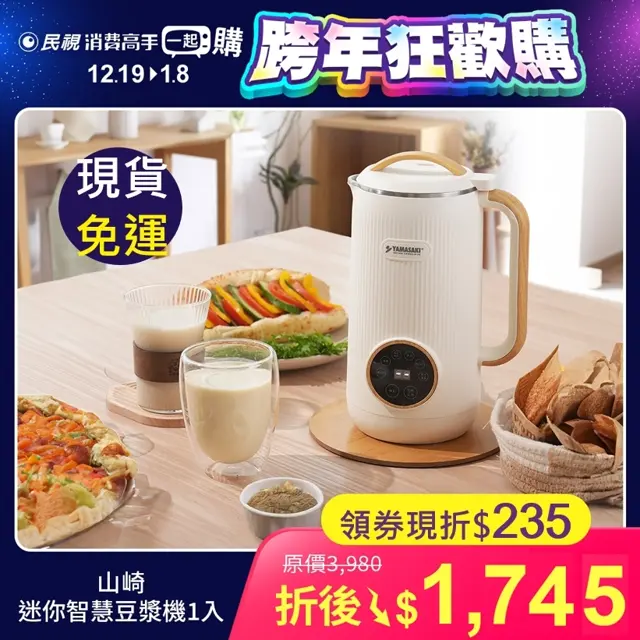 民視 消費高手 一起購
12.19▸1.8
跨年狂歡購
現貨
免運
YAMASAKI
領券現折$235
原價3,980
折後↘$1,745
山崎
迷你智慧豆漿機1入